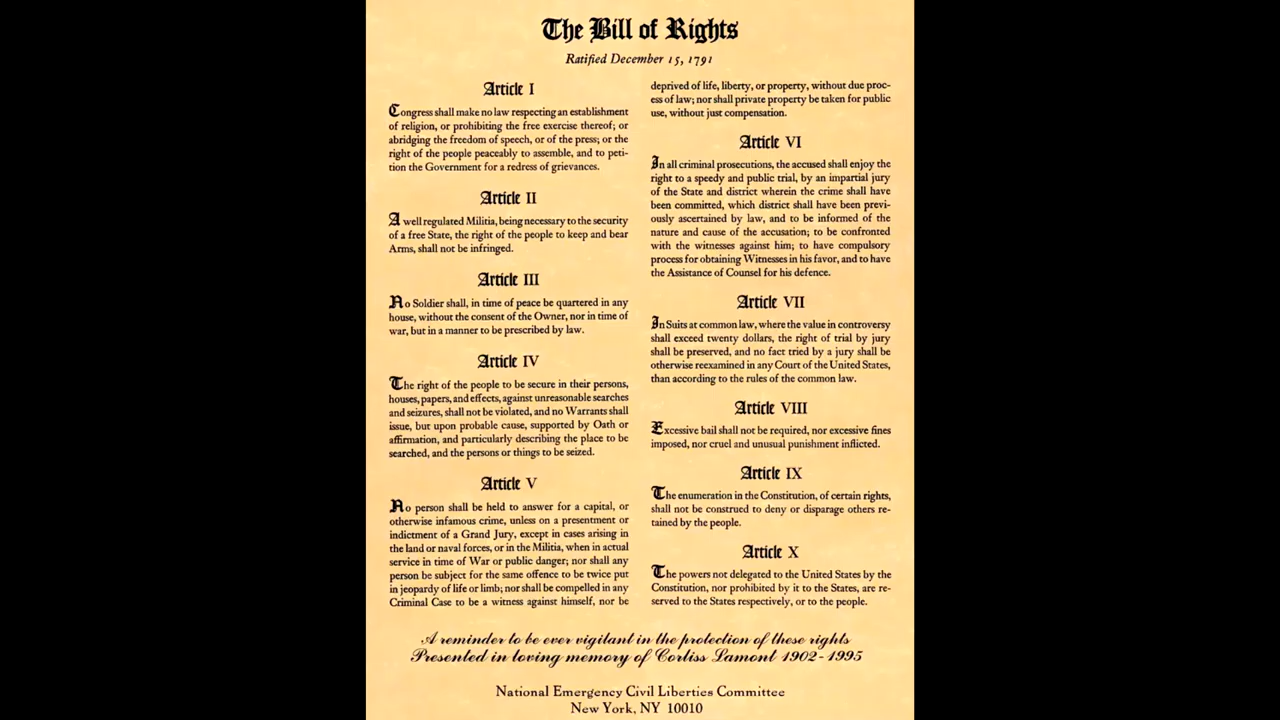 The Bill of Rights
Ratified December 15, 1791
Article I
Congress shall make no law respecting an establishment
of religion, or prohibiting the free exercise thereof; or
abridging the freedom of speech, or of the press; or the
right of the people peaceably to assemble, and to peti-
tion the Government for a redress of grievances.
Article II
A well regulated Militia, being necessary to the security
of a free State, the right of the people to keep and bear
Arms, shall not be infringed.
Article III
No Soldier shall, in time of peace be quartered in any
house, without the consent of the Owner, nor in time of
war, but in a manner to be prescribed by law.
Article IV
The right of the people to be secure in their persons,
houses, papers, and effects, against unreasonable searches
and seizures, shall not be violated, and no Warrants shall
issue, but upon probable cause, supported by Oath or
affirmation, and particularly describing the place to be
searched, and the persons or things to be seized.
Article V
No person shall be held to answer for a capital, or
otherwise infamous crime, unless on a presentment or
indictment of a Grand Jury, except in cases arising in
the land or naval forces, or in the Militia, when in actual
service in time of War or public danger; nor shall any
person be subject for the same offence to be twice put
in jeopardy of life or limb; nor shall be compelled in any
Criminal Case to be a witness against himself, nor be
deprived of life, liberty, or property, without due proc-
ess of law; nor shall private property be taken for public
use, without just compensation.
Article VI
In all criminal prosecutions, the accused shall enjoy the
right to a speedy and public trial, by an impartial jury
of the State and district wherein the crime shall have
been committed, which district shall have been previ-
ously ascertained by law, and to be informed of the
nature and cause of the accusation; to be confronted
with the witnesses against him; to have compulsory
process for obtaining Witnesses in his favor, and to have
the Assistance of Counsel for his defence.
Article VII
In Suits at common law, where the value in controversy
shall exceed twenty dollars, the right of trial by jury
shall be preserved, and no fact tried by a jury shall be
otherwise reexamined in any Court of the United States,
than according to the rules of the common law.
Article VIII
Excessive bail shall not be required, nor excessive fines
imposed, nor cruel and unusual punishment inflicted.
Article IX
The enumeration in the Constitution, of certain rights,
shall not be construed to deny or disparage others re-
tained by the people.
Article X
The powers not delegated to the United States by the
Constitution, nor prohibited by it to the States, are re-
served to the States respectively, or to the people.
A reminder to be ever vigilant in the protection of these rights
Presented in loving memory of Corliss Lamont 1902-1995
National Emergency Civil Liberties Committee
New York, NY 10010